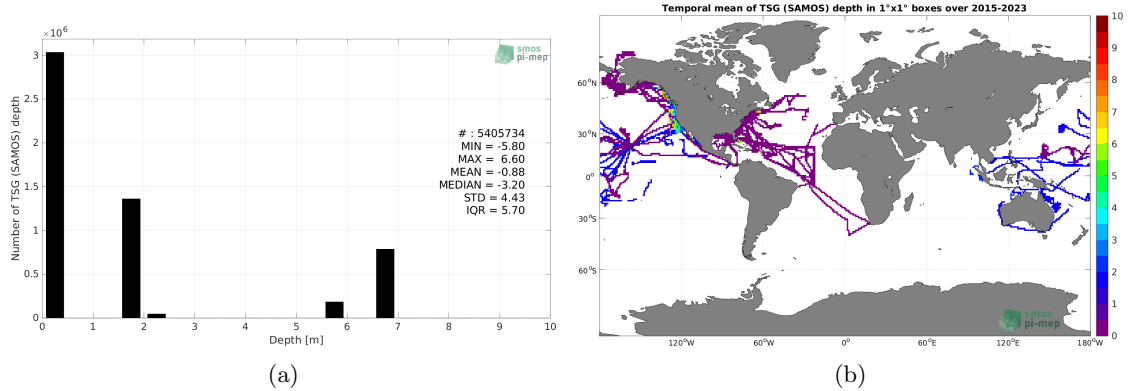 ×10^6
Number of TSG (SAMOS) depth
3
2.5
2
1.5
1
0.5
0
smos
pi-mep
# : 5405734
MIN = -5.80
MAX = 6.60
MEAN = -0.88
MEDIAN = -3.20
STD = 4.43
IQR = 5.70
0 1 2 3 4 5 6 7 8 9 10
Depth [m]
(a)
Temporal mean of TSG (SAMOS) depth in 1°x1° boxes over 2015-2023
60°N
30°N
0°
30°S
60°S
120°W 60°W 0°E 60°E 120°E 180°W
smos
pi-mep
10
9
8
7
6
5
4
3
2
1
0
(b)